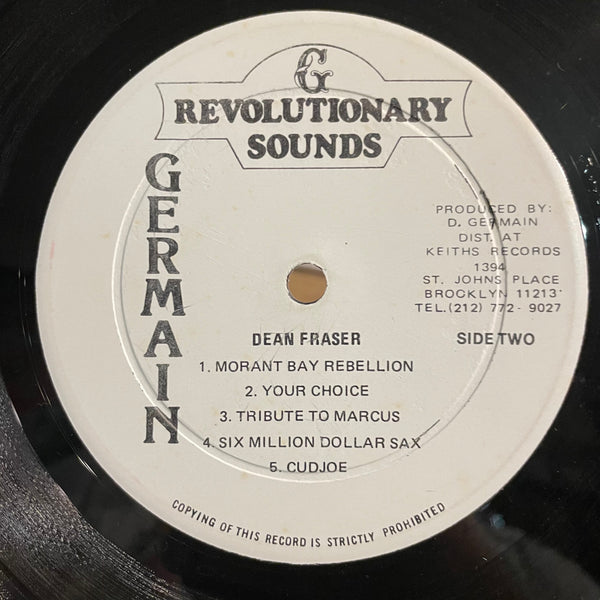 G
REVOLUTIONARY
SOUNDS
GERMAIN
PRODUCED BY:
D. GERMAIN
DIST. AT
KEITHS RECORDS
1394
ST. JOHNS PLACE
BROOKLYN 11213
TEL.(212) 772-9027
DEAN FRASER
SIDE TWO
1. MORANT BAY REBELLION
2. YOUR CHOICE
3. TRIBUTE TO MARCUS
4. SIX MILLION DOLLAR SAX
5. CUDJOE
COPYING OF THIS RECORD IS STRICTLY PROHIBITED